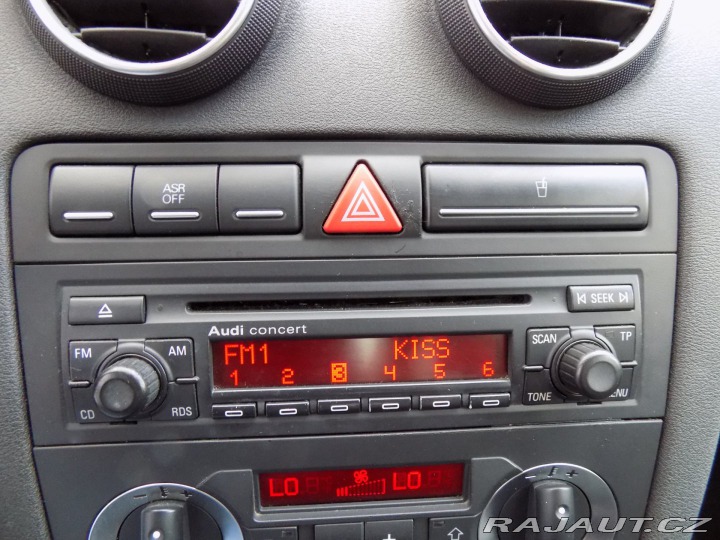 ASR
OFF
SEEK
Audi concert
FM AM
FM1 KISS
SCAN TP
1 2 3 4 5 6
CD RDS
TONE MENU
LO LO
RAJAUT.CZ